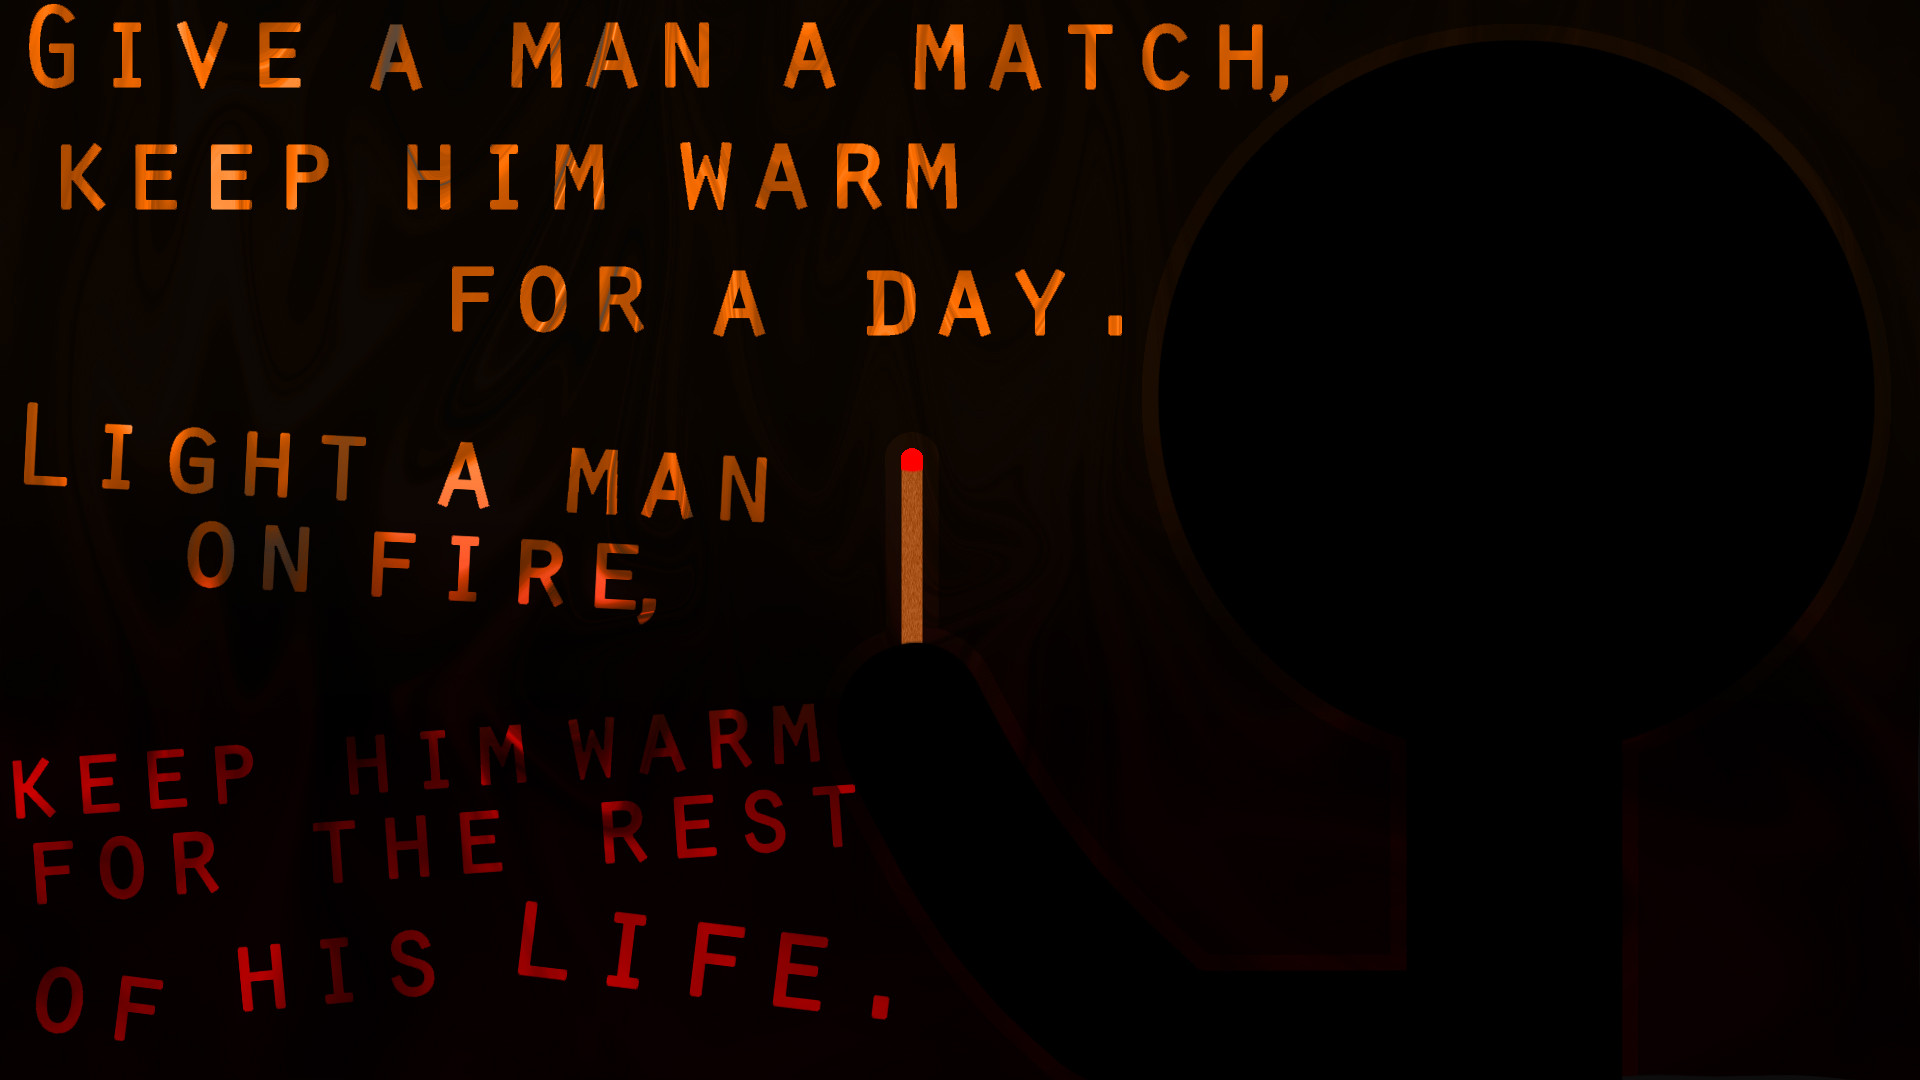 Give a man a match,
keep him warm
for a day.
Light a man
on fire,
keep him warm
for the rest
of his Life.